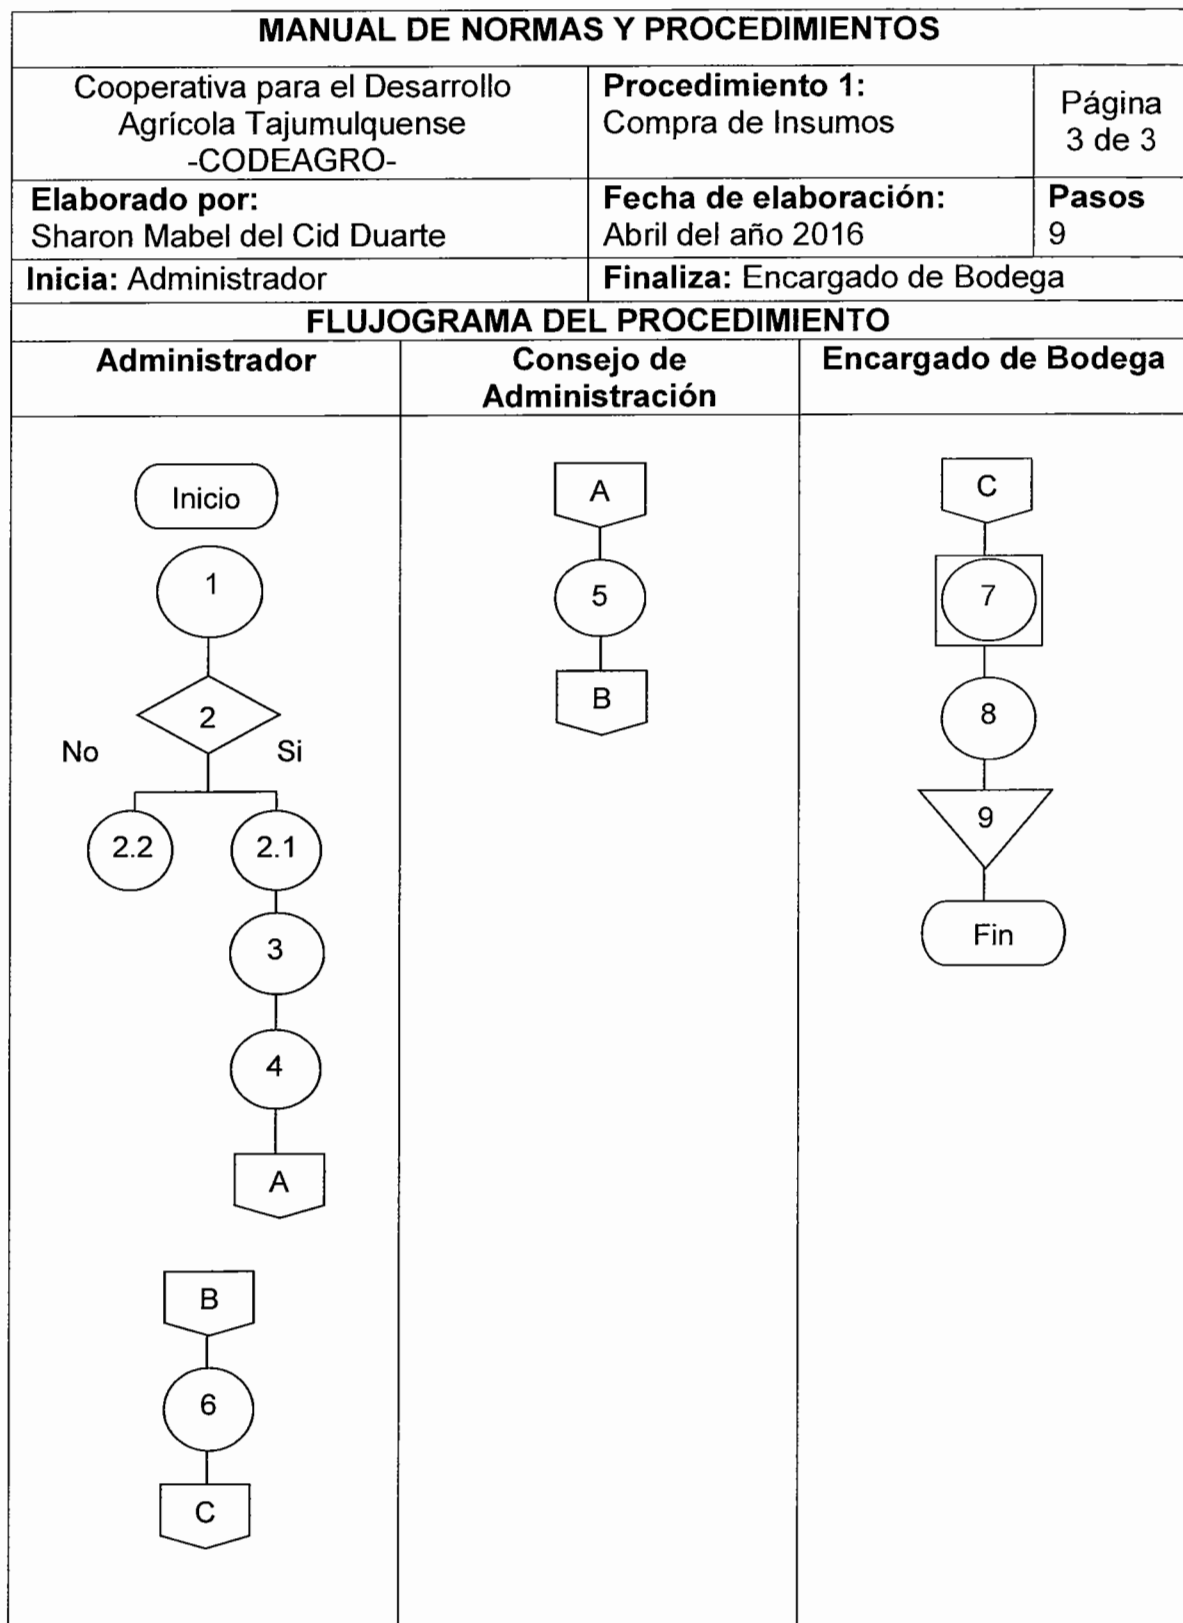 MANUAL DE NORMAS Y PROCEDIMIENTOS
Cooperativa para el Desarrollo
Agrícola Tajumulquense
-CODEAGRO-
Procedimiento 1:
Compra de Insumos
Página
3 de 3
Elaborado por:
Sharon Mabel del Cid Duarte
Fecha de elaboración:
Abril del año 2016
Pasos
9
Inicia: Administrador
Finaliza: Encargado de Bodega
FLUJOGRAMA DEL PROCEDIMIENTO
Administrador
Consejo de
Administración
Encargado de Bodega
Inicio
1
2
No
Si
2.2
2.1
3
4
A
B
6
C
A
5
B
C
7
8
9
Fin